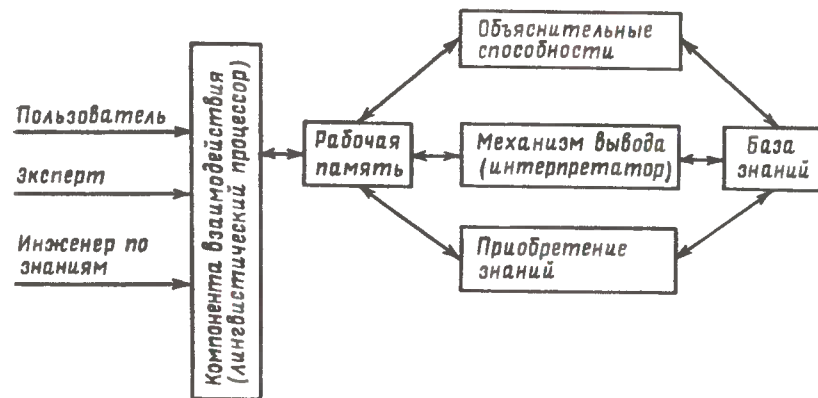 Пользователь
Эксперт
Инженер по
знаниям
Компонента взаимодействия
(лингвистический процессор)
Рабочая
память
Объяснительные
способности
Механизм вывода
(интерпретатор)
Приобретение
знаний
База
знаний